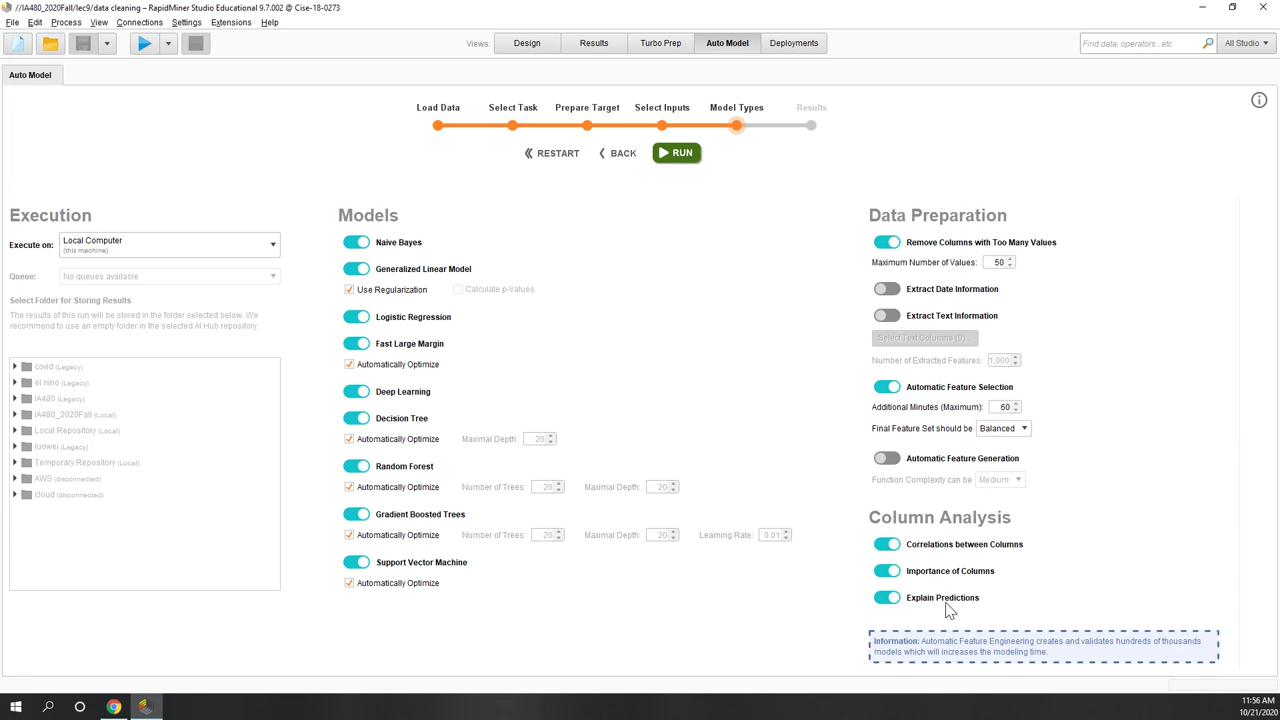 //IA480_2020Fall/lec9/data cleaning – RapidMiner Studio Educational 9.7.002 @ Cise-18-0273
File Edit Process View Connections Settings Extensions Help
Views: Design Results Turbo Prep Auto Model Deployments
Find data, operators...etc
All Studio
Auto Model
Load Data Select Task Prepare Target Select Inputs Model Types Results
RESTART BACK RUN
Execution
Execute on: Local Computer
(this machine)
Queue: No queues available
Select Folder for Storing Results
The results of this run will be stored in the folder selected below. We
recommend to use an empty folder in the selected AI Hub repository.
covid (Legacy)
el nino (Legacy)
IA480 (Legacy)
IA480_2020Fall (Local)
Local Repository (Local)
luowei (Legacy)
Temporary Repository (Local)
AWS (disconnected)
cloud (disconnected)
Models
Naive Bayes
Generalized Linear Model
Use Regularization Calculate p-Values
Logistic Regression
Fast Large Margin
Automatically Optimize
Deep Learning
Decision Tree
Automatically Optimize Maximal Depth: 20
Random Forest
Automatically Optimize Number of Trees: 20 Maximal Depth: 20
Gradient Boosted Trees
Automatically Optimize Number of Trees: 20 Maximal Depth: 20 Learning Rate: 0.01
Support Vector Machine
Automatically Optimize
Data Preparation
Remove Columns with Too Many Values
Maximum Number of Values: 50
Extract Date Information
Extract Text Information
Select Text Columns (0)...
Number of Extracted Features: 1,000
Automatic Feature Selection
Additional Minutes (Maximum): 60
Final Feature Set should be Balanced
Automatic Feature Generation
Function Complexity can be Medium
Column Analysis
Correlations between Columns
Importance of Columns
Explain Predictions
Information: Automatic Feature Engineering creates and validates hundreds of thousands
models which will increases the modeling time.
11:56 AM
10/21/2020